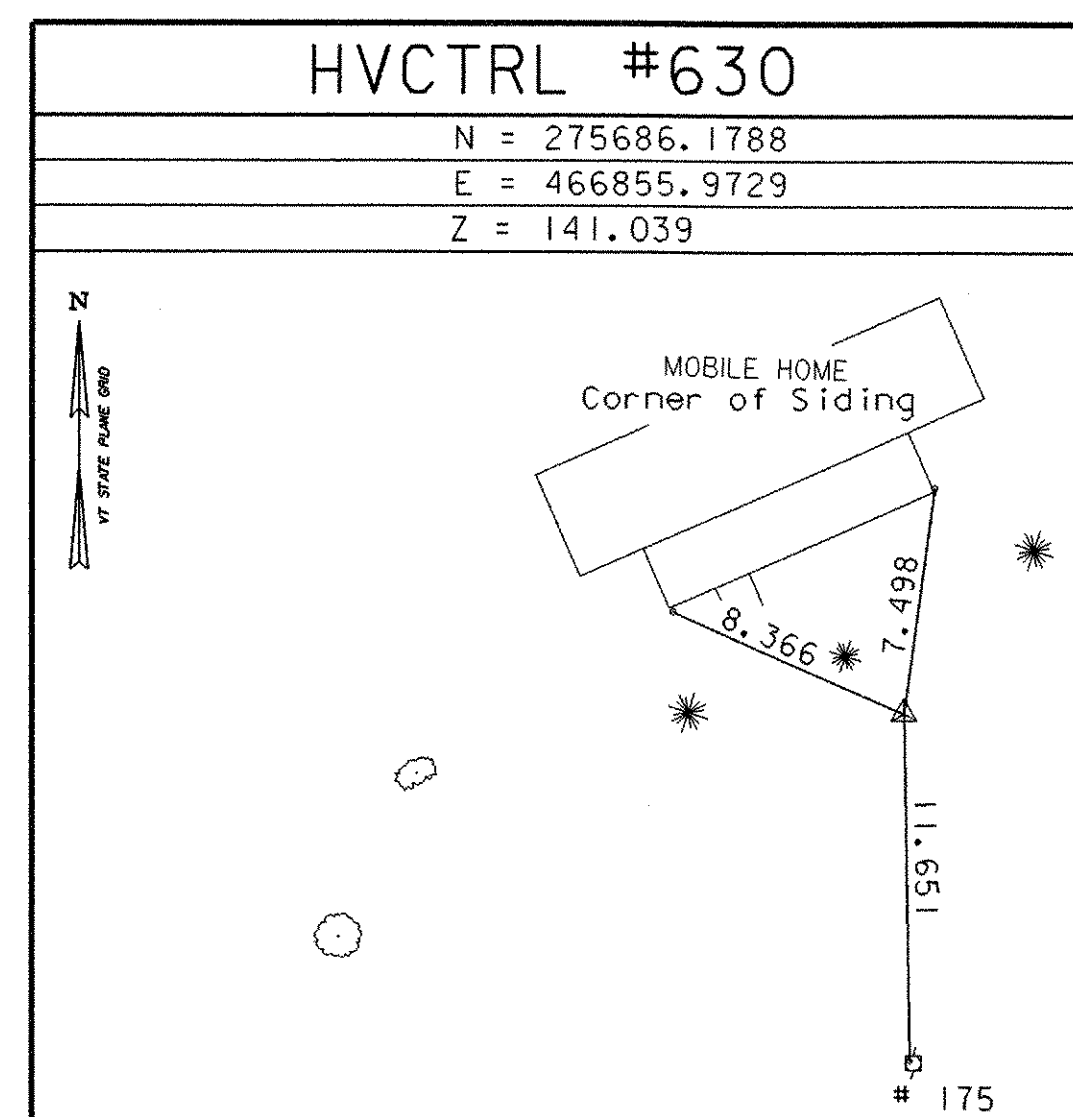 HVCTRL #630
N = 275686.1788
E = 466855.9729
Z = 141.039
N
VT STATE PLANE GRID
MOBILE HOME
Corner of Siding
7.498
8.366
11.651
# 175